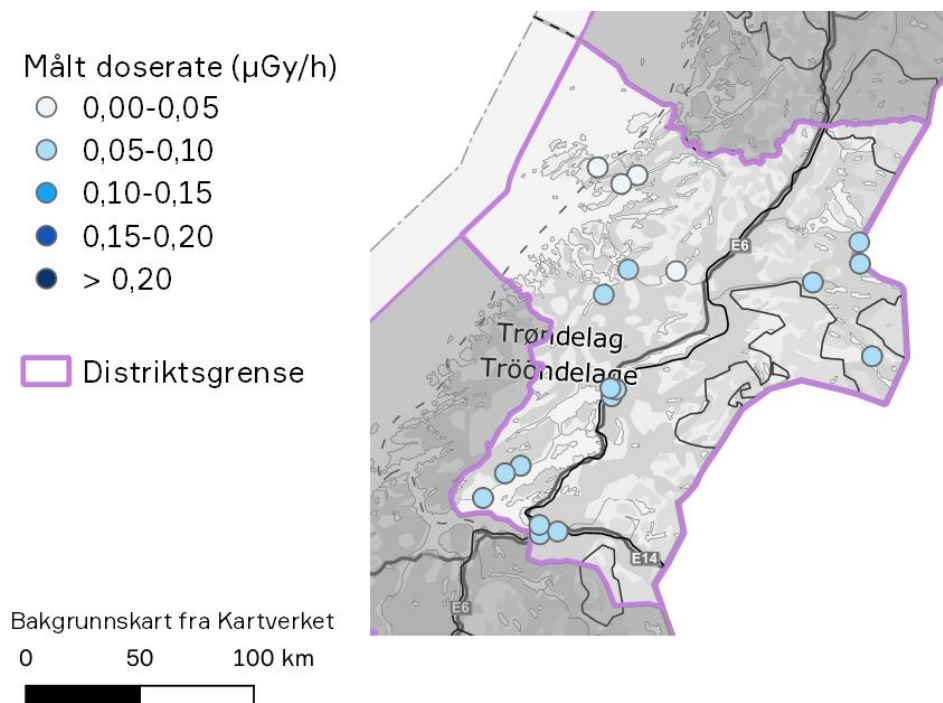 Målt doserate (µGy/h)
0,00-0,05
0,05-0,10
0,10-0,15
0,15-0,20
> 0,20
Distriktsgrense
Bakgrunnskart fra Kartverket
0 50 100 km
E6
Trøndelag
Trööndelage
E14
E6